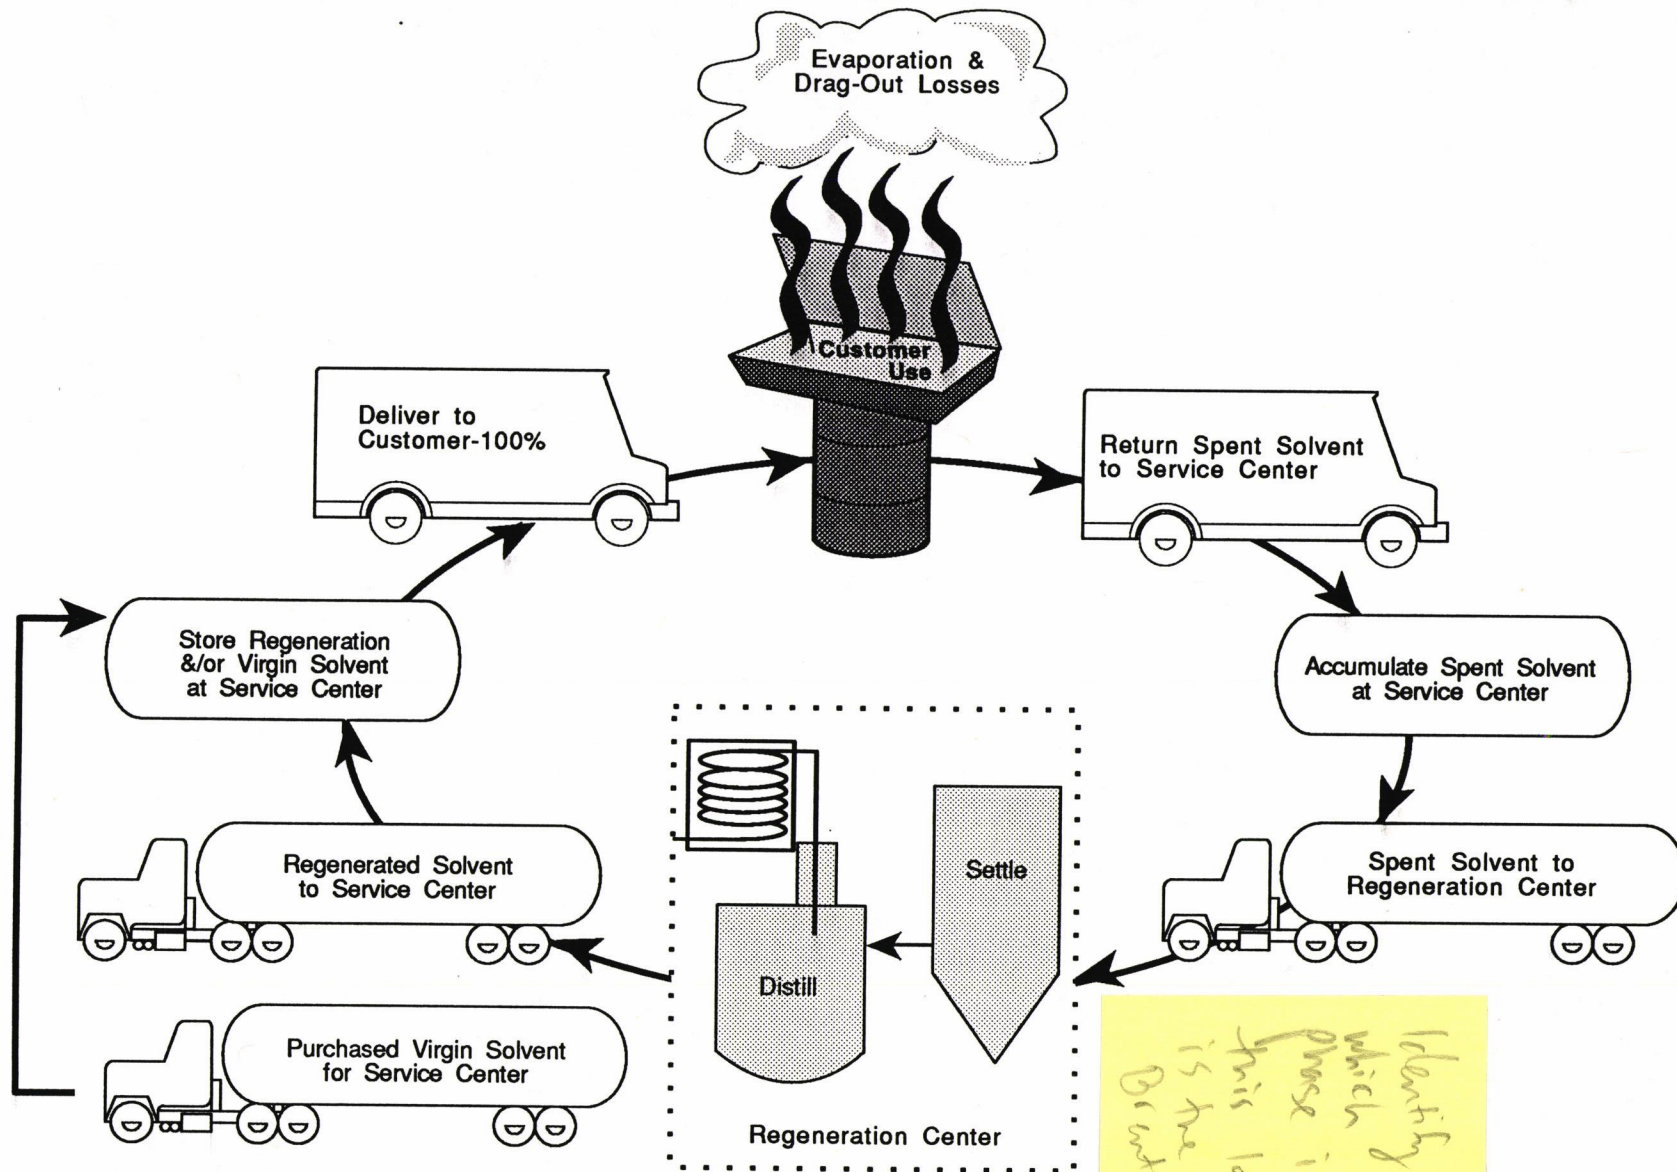 Evaporation &
Drag-Out Losses
Customer
Use
Deliver to
Customer-100%
Return Spent Solvent
to Service Center
Store Regeneration
&/or Virgin Solvent
at Service Center
Accumulate Spent Solvent
at Service Center
Regenerated Solvent
to Service Center
Settle
Spent Solvent to
Regeneration Center
Distill
Purchased Virgin Solvent
for Service Center
Regeneration Center
Identify
which
phase
this
is the